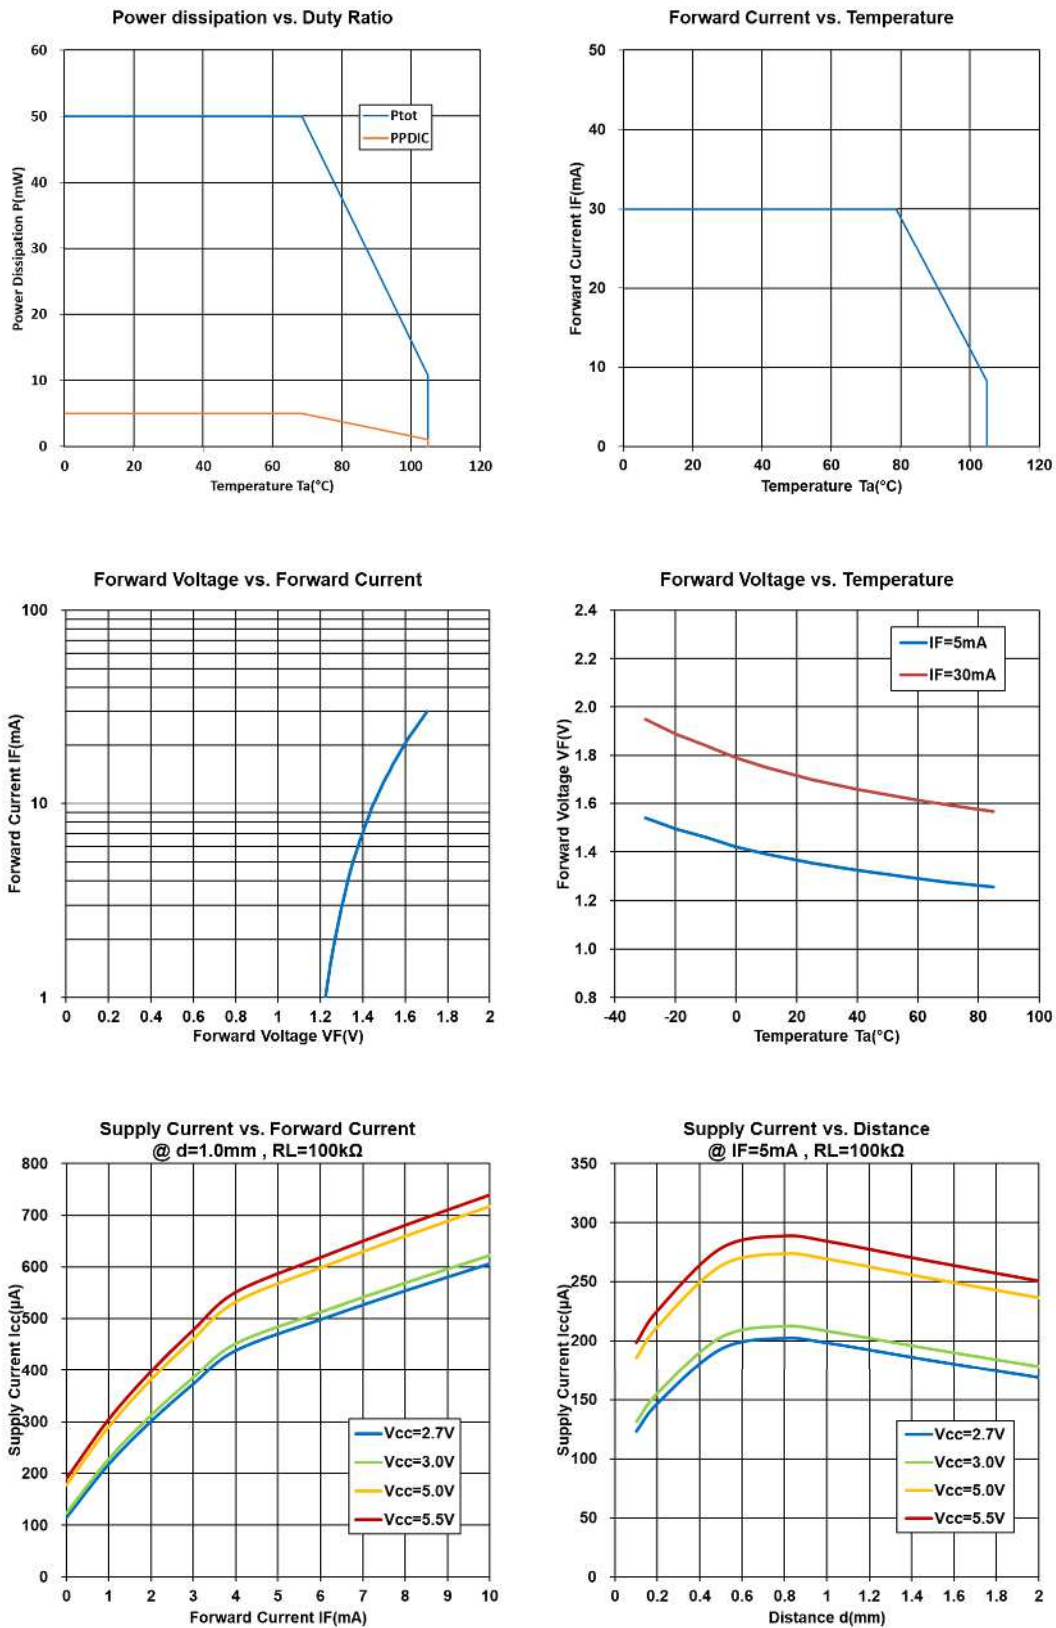 Power dissipation vs. Duty Ratio
60
50
40
30
20
10
0
Power Dissipation P(mW)
Ptot
PPDIC
0 20 40 60 80 100 120
Temperature Ta(°C)
Forward Current vs. Temperature
50
40
30
20
10
0
Forward Current IF(mA)
0 20 40 60 80 100 120
Temperature Ta(°C)
Forward Voltage vs. Forward Current
100
10
1
Forward Current IF(mA)
0 0.2 0.4 0.6 0.8 1 1.2 1.4 1.6 1.8 2
Forward Voltage VF(V)
Forward Voltage vs. Temperature
2.4
2.2
2.0
1.8
1.6
1.4
1.2
1.0
0.8
Forward Voltage VF(V)
IF=5mA
IF=30mA
-40 -20 0 20 40 60 80 100
Temperature Ta(°C)
Supply Current vs. Forward Current
@ d=1.0mm , RL=100kΩ
800
700
600
500
400
300
200
100
0
Supply Current Icc(μA)
Vcc=2.7V
Vcc=3.0V
Vcc=5.0V
Vcc=5.5V
0 1 2 3 4 5 6 7 8 9 10
Forward Current IF(mA)
Supply Current vs. Distance
@ IF=5mA , RL=100kΩ
350
300
250
200
150
100
50
0
Supply Current Icc(μA)
Vcc=2.7V
Vcc=3.0V
Vcc=5.0V
Vcc=5.5V
0 0.2 0.4 0.6 0.8 1 1.2 1.4 1.6 1.8 2
Distance d(mm)